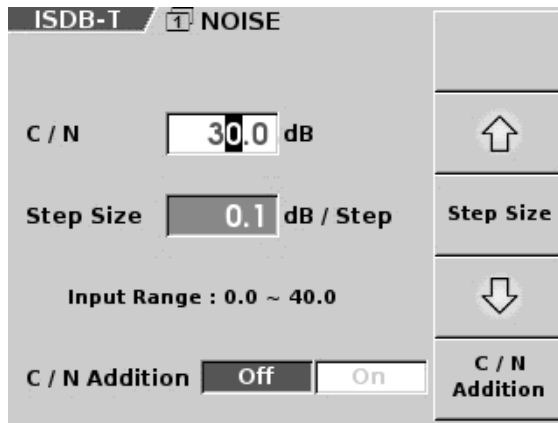 ISDB-T 1 NOISE
C / N 30.0 dB
Step Size 0.1 dB / Step
Step Size
Input Range : 0.0 ~ 40.0
C / N Addition Off On
C / N
Addition